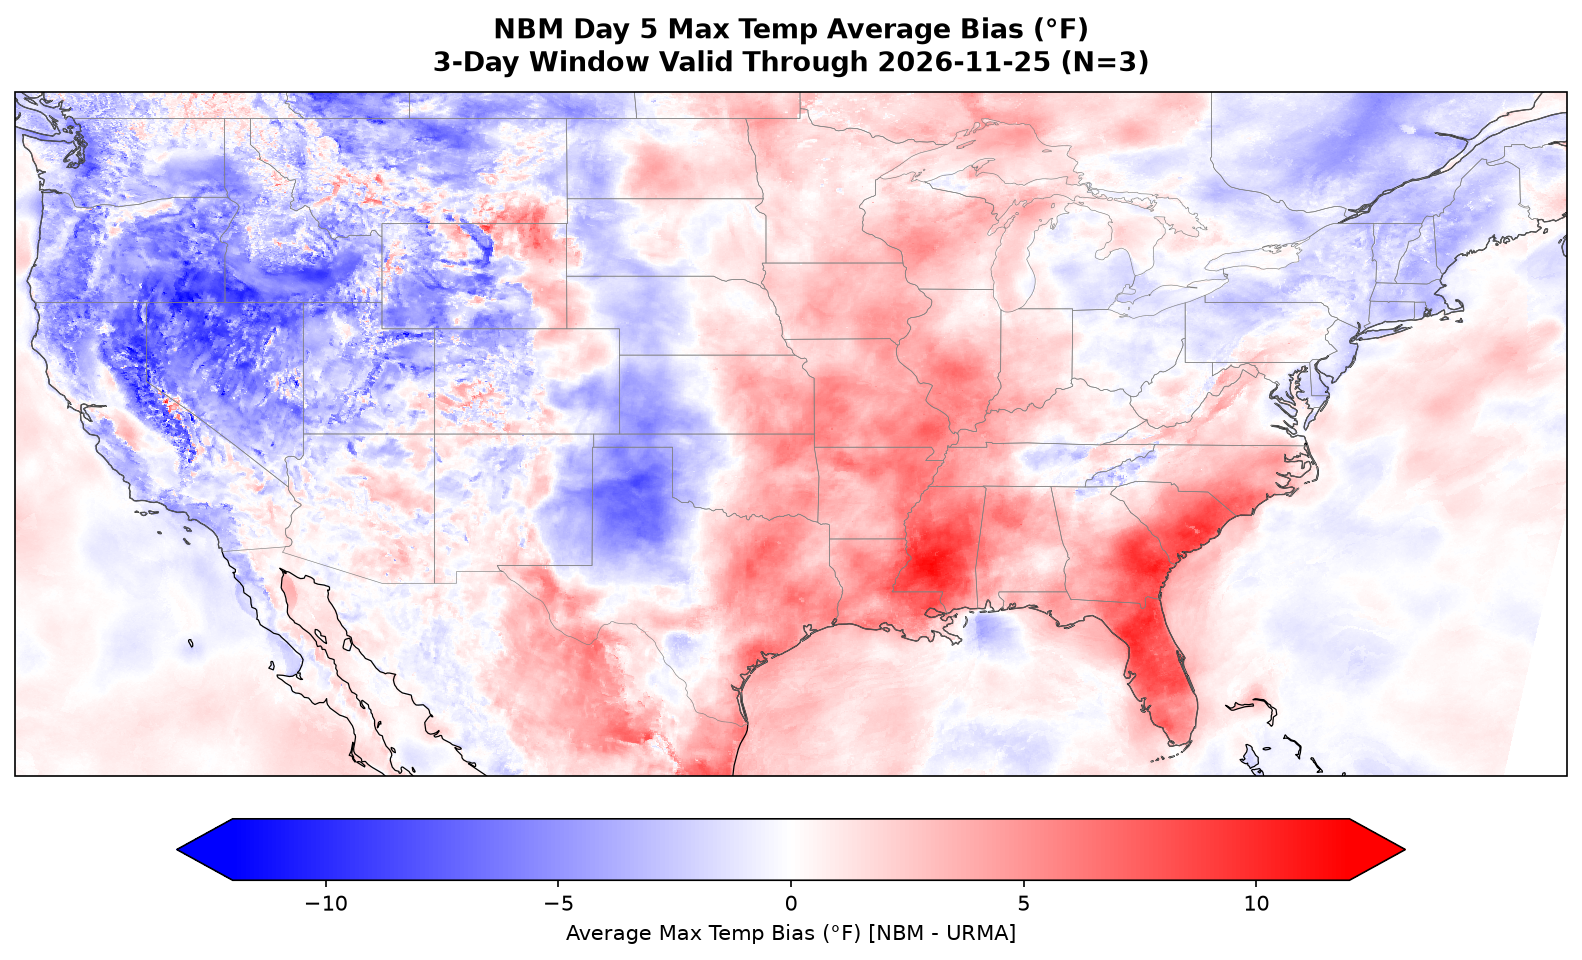 NBM Day 5 Max Temp Average Bias (°F)
3-Day Window Valid Through 2026-11-25 (N=3)
−10
−5
0
5
10
Average Max Temp Bias (°F) [NBM - URMA]